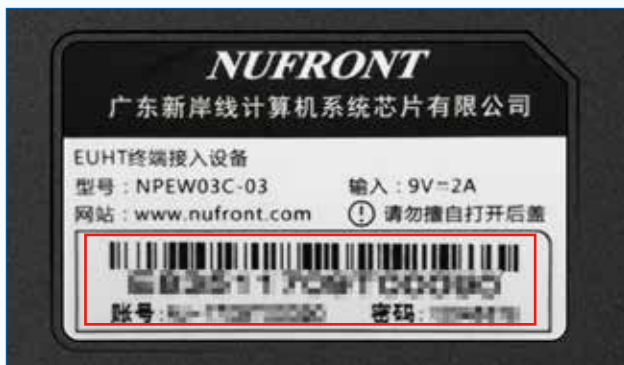 NUFRONT
广东新岸线计算机系统芯片有限公司
EUHT终端接入设备
型号：NPEW03C-03 输入：9V⎓2A
网站：www.nufront.com ! 请勿擅自打开后盖
账号: 密码: